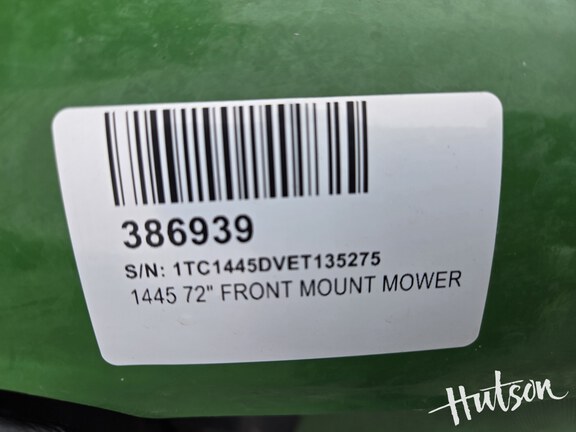 386939
S/N: 1TC1445DVET135275
1445 72" FRONT MOUNT MOWER
Hutson